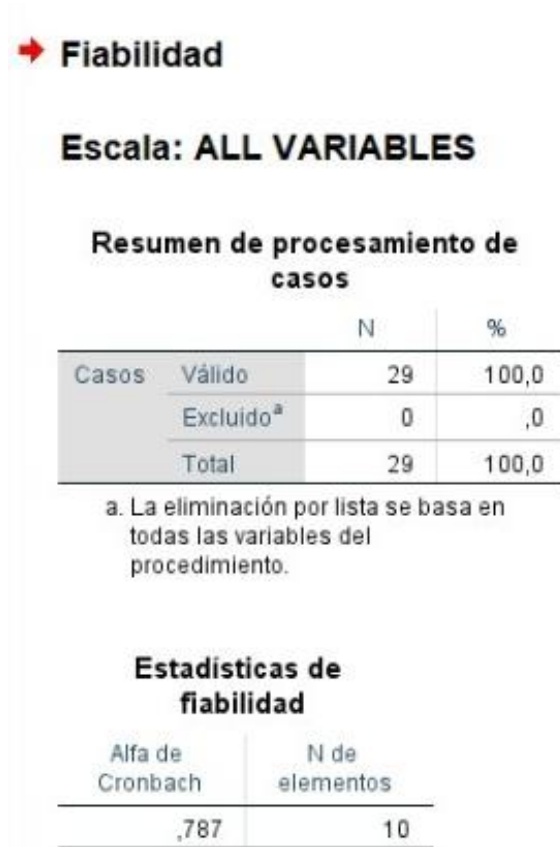 Fiabilidad
Escala: ALL VARIABLES
Resumen de procesamiento de
casos
N %
Casos Válido 29 100,0
Excluido^a 0 ,0
Total 29 100,0
a. La eliminación por lista se basa en
todas las variables del
procedimiento.
Estadísticas de
fiabilidad
Alfa de N de
Cronbach elementos
,787 10